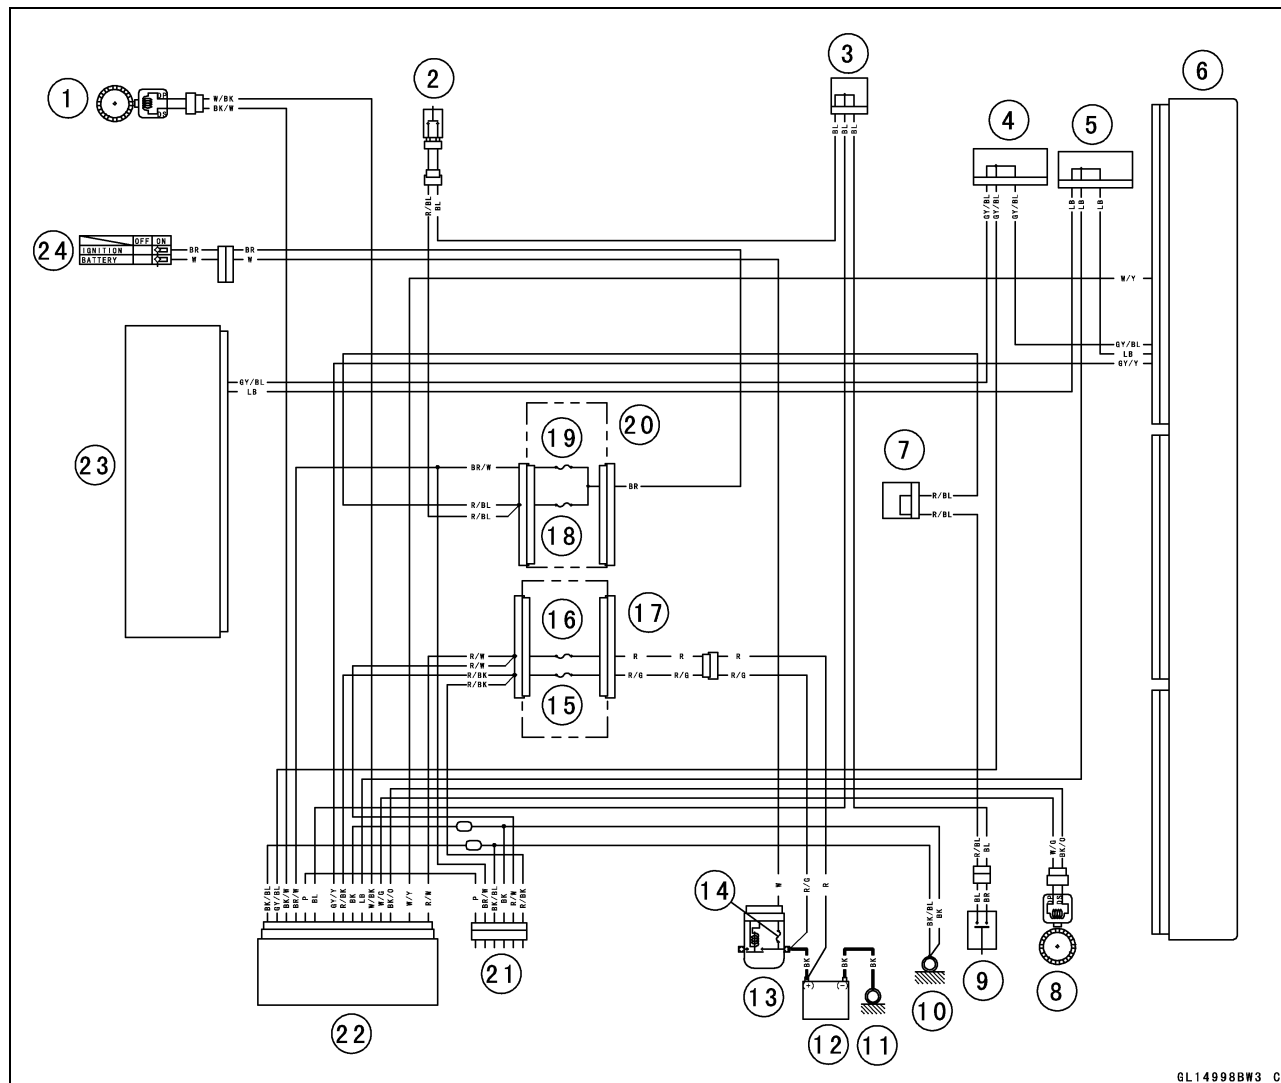 1
2
3
4
5
6
W/BK
BK/W
BL
BL
BL
R/BL
BL
GY/BL
GY/BL
GY/BL
LB
LB
LB
24
OFF ON
IGNITION
BATTERY
BR
W
BR
W
W/Y
GY/BL
LB
GY/Y
GY/BL
LB
20
19
BR/W
BR
R/BL
R/BL
18
23
7
R/BL
R/BL
17
16
R/W
R/W
R/BK
R/BK
R
R
R
R/G
R/G
R/G
15
BK/BL
GY/BL
BK/W
BR/W
P
BL
GY/Y
R/BK
BK
LB
W/BK
W/G
BK/O
W/Y
R/W
P
BR/W
BK/BL
BK
R/W
R/BK
21
22
W
R/G
R
14
13
BK
BK
BK
(+)
(-)
12
11
BK/BL
BK
10
R/BL
BL
BL
BR
9
W/G
BK/O
8
GL14998BW3 C